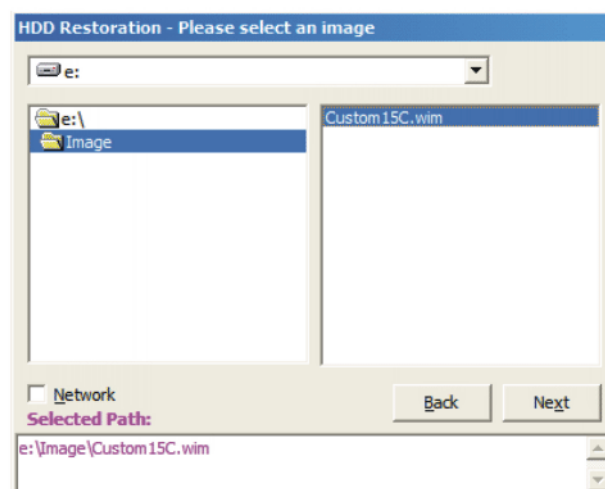 HDD Restoration - Please select an image
e:
e:\
Image
Custom15C.wim
Network
Back
Next
Selected Path:
e:\Image\Custom15C.wim